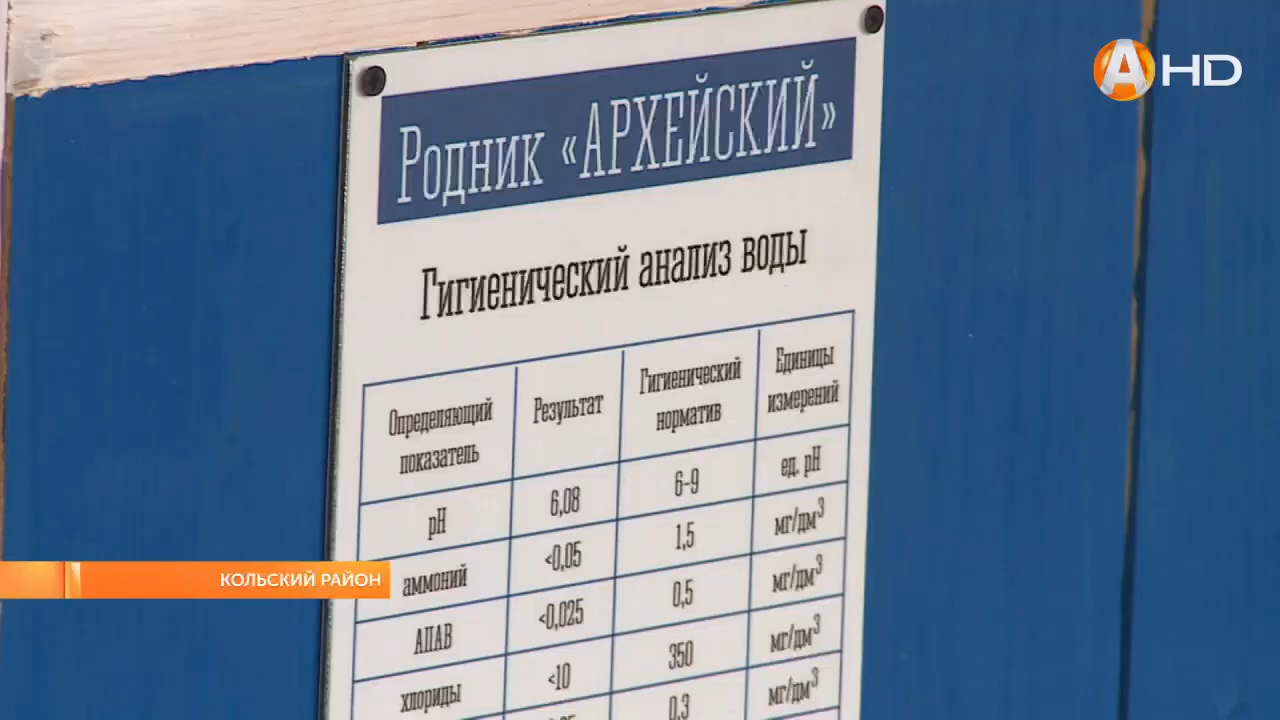 АHD
Родник «АРХЕЙСКИЙ»
Гигиенический анализ воды
Определяющий показатель Результат Гигиенический норматив Единицы измерений
pH 6,08 6-9 ед. pH
аммоний <0,05 1,5 мг/дм³
АПАВ <0,025 0,5 мг/дм³
хлориды <10 350 мг/дм³
0,3 мг/дм³
КОЛЬСКИЙ РАЙОН